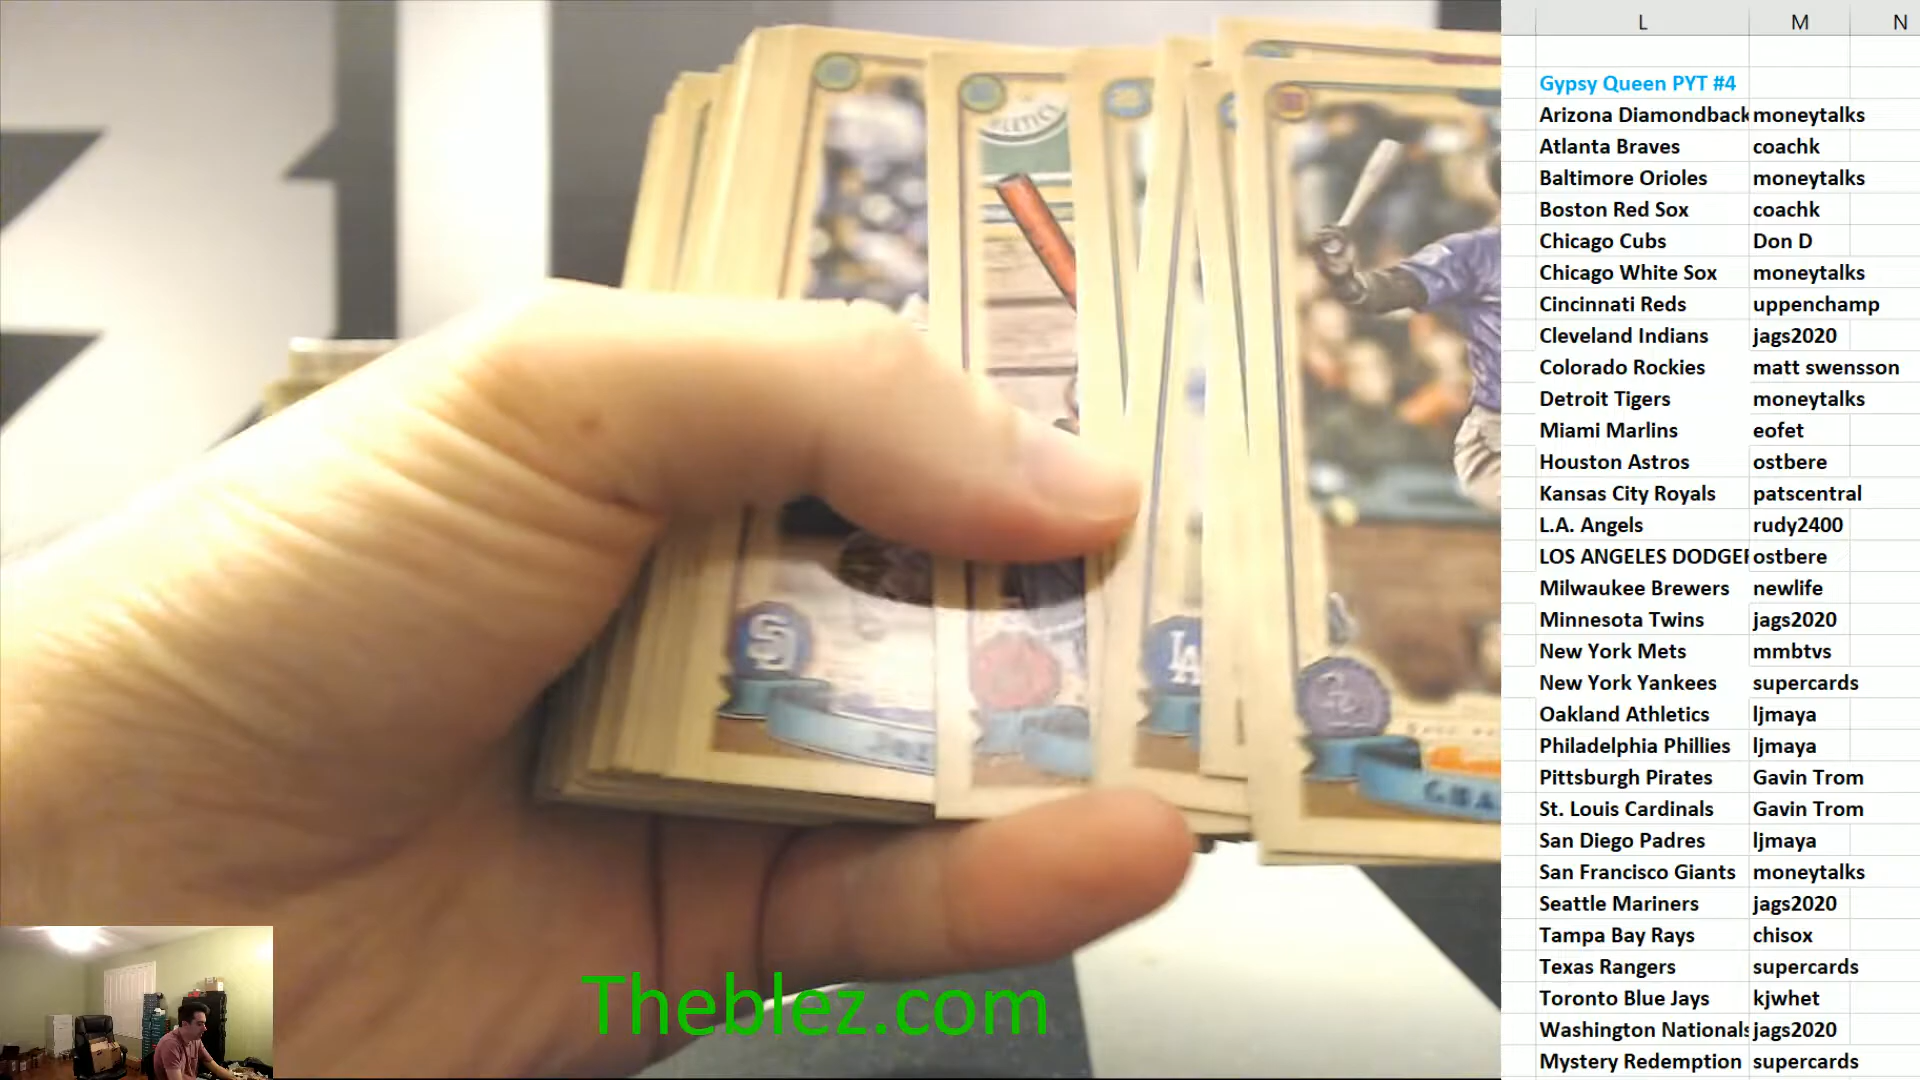 L M N
Gypsy Queen PYT #4
Arizona Diamondback moneytalks
Atlanta Braves coachk
Baltimore Orioles moneytalks
Boston Red Sox coachk
Chicago Cubs Don D
Chicago White Sox moneytalks
Cincinnati Reds uppenchamp
Cleveland Indians jags2020
Colorado Rockies matt swensson
Detroit Tigers moneytalks
Miami Marlins eofet
Houston Astros ostbere
Kansas City Royals patscentral
L.A. Angels rudy2400
LOS ANGELES DODGER ostbere
Milwaukee Brewers newlife
Minnesota Twins jags2020
New York Mets mmbtvs
New York Yankees supercards
Oakland Athletics ljmaya
Philadelphia Phillies ljmaya
Pittsburgh Pirates Gavin Trom
St. Louis Cardinals Gavin Trom
San Diego Padres ljmaya
San Francisco Giants moneytalks
Seattle Mariners jags2020
Tampa Bay Rays chisox
Texas Rangers supercards
Toronto Blue Jays kjwhet
Washington Nationals jags2020
Mystery Redemption supercards
SD
LA
Theblez.com